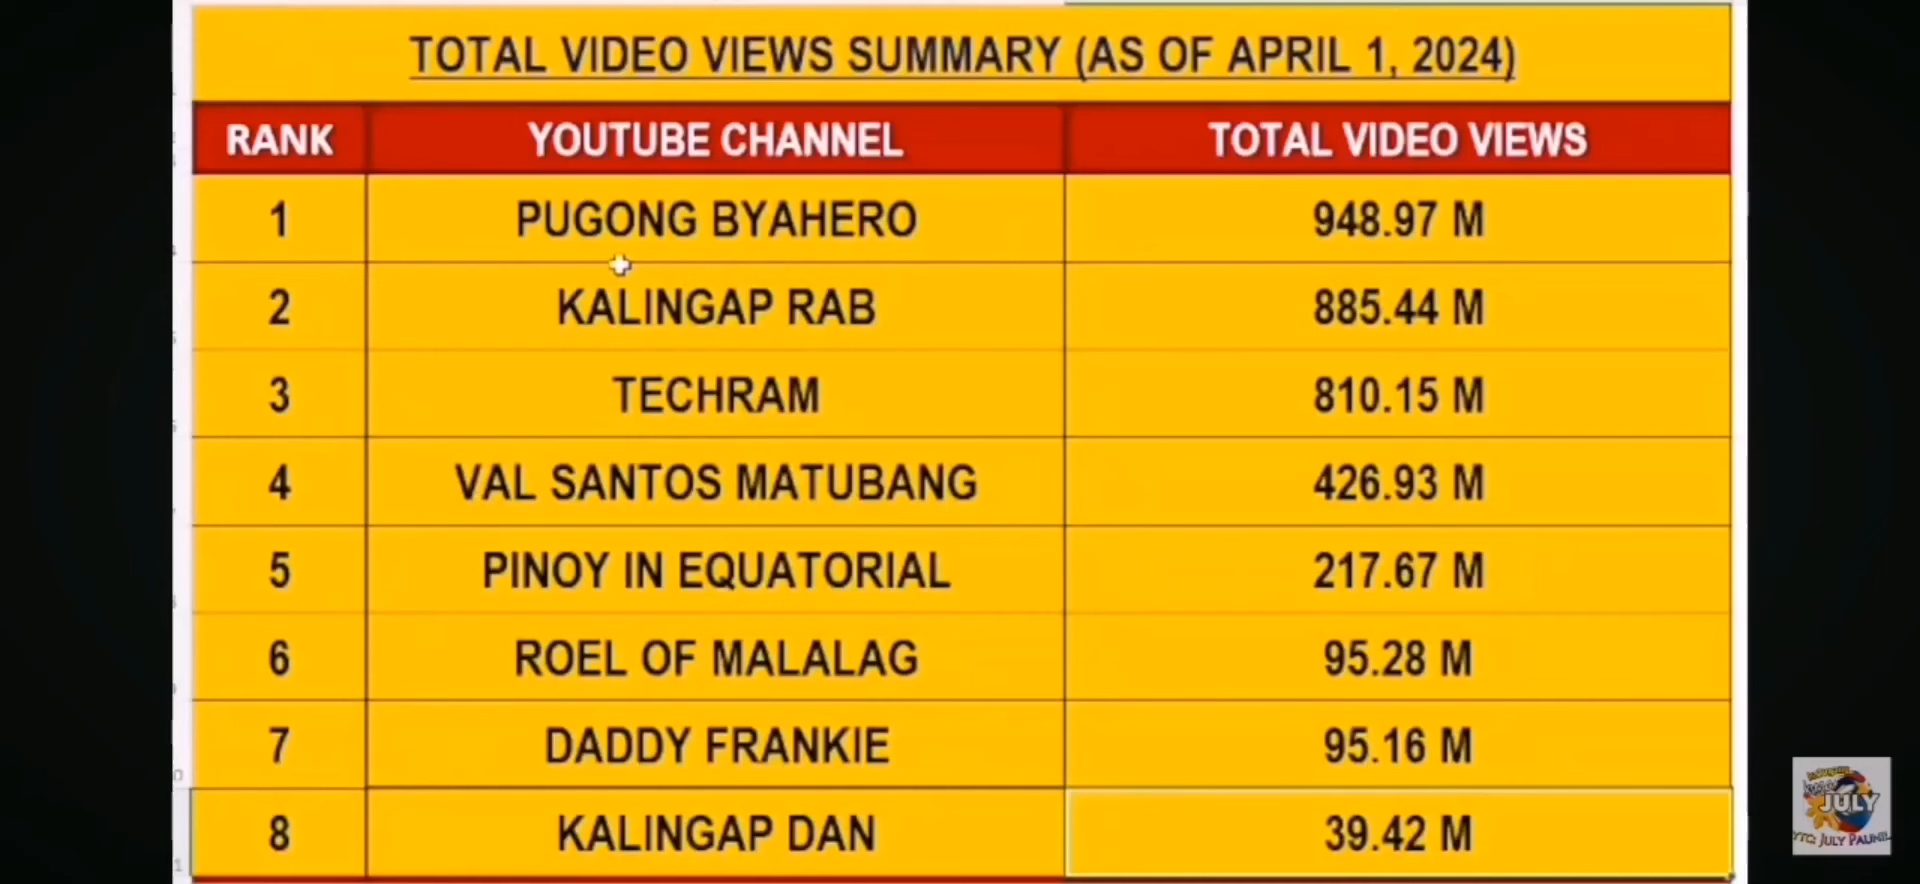 TOTAL VIDEO VIEWS SUMMARY (AS OF APRIL 1, 2024)
RANK YOUTUBE CHANNEL TOTAL VIDEO VIEWS
1 PUGONG BYAHERO 948.97 M
2 KALINGAP RAB 885.44 M
3 TECHRAM 810.15 M
4 VAL SANTOS MATUBANG 426.93 M
5 PINOY IN EQUATORIAL 217.67 M
6 ROEL OF MALALAG 95.28 M
7 DADDY FRANKIE 95.16 M
8 KALINGAP DAN 39.42 M
JULY
YTC: JULY